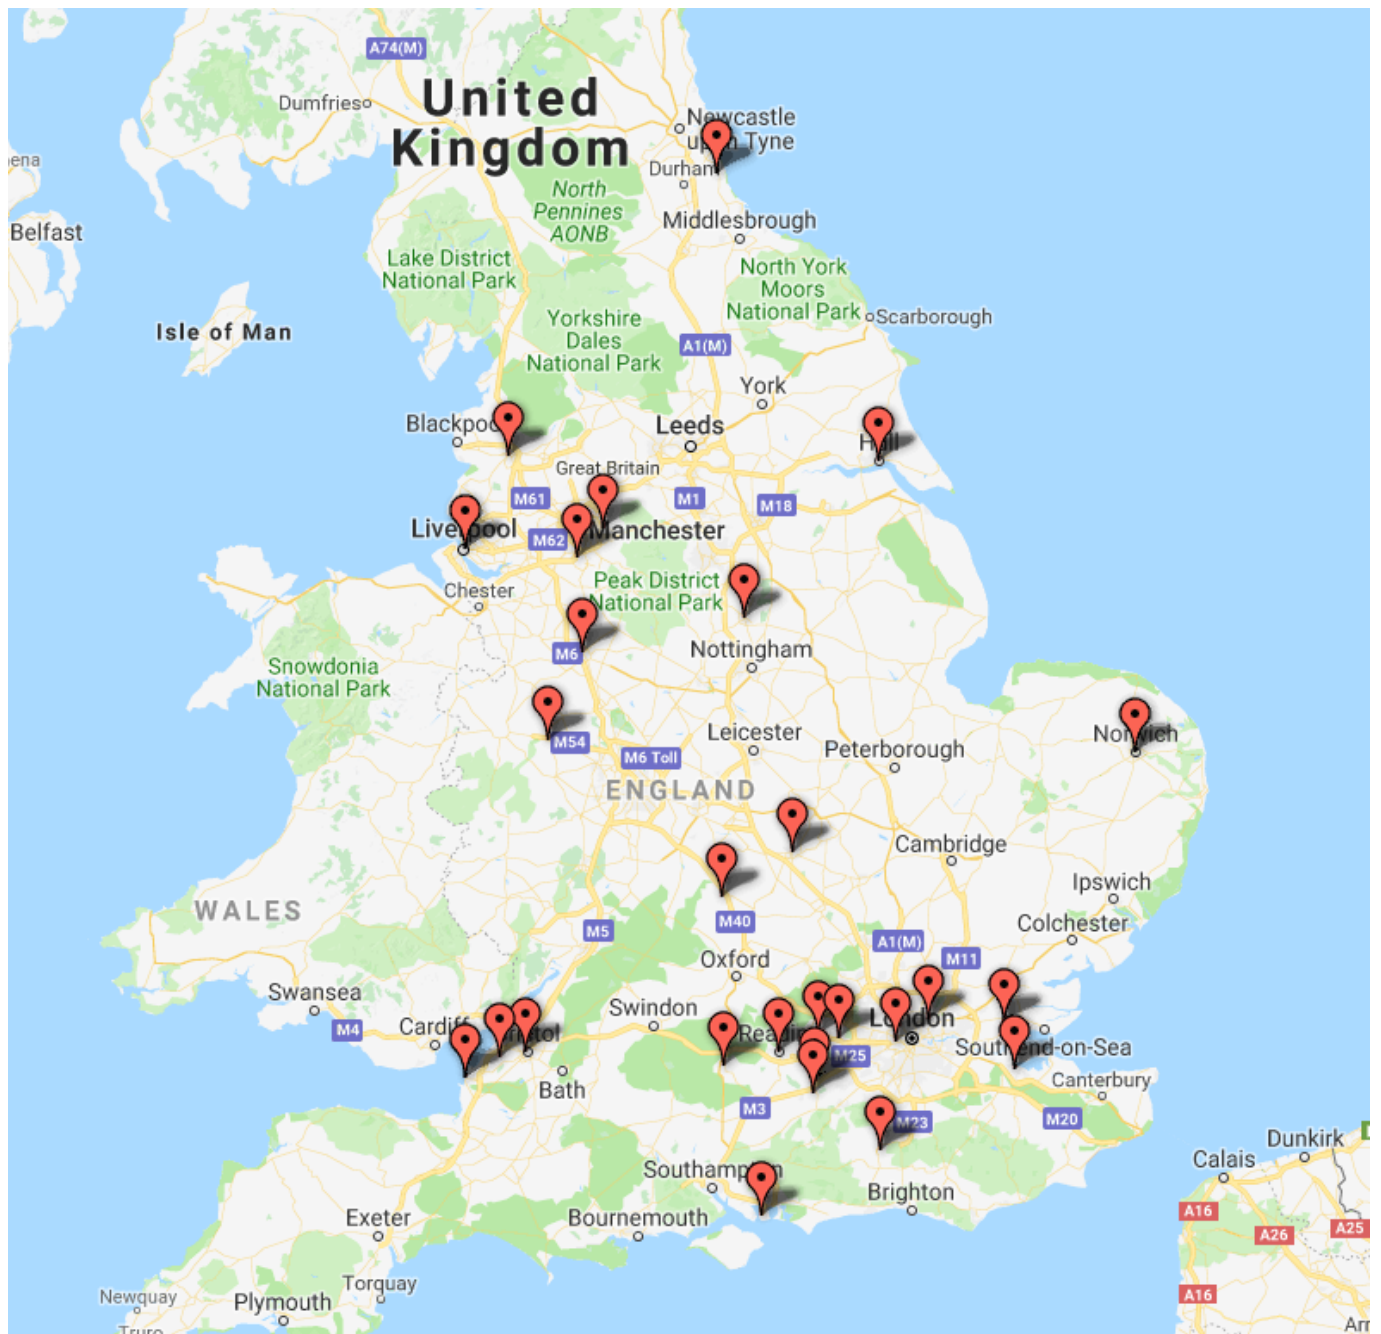 A74(M)
United
Kingdom
Dumfries
Newcastle
upon Tyne
ena
Durham
North
Pennines
AONB
Belfast
Middlesbrough
Lake District
National Park
North York
Moors
National Park
Scarborough
Isle of Man
Yorkshire
Dales
National Park
A1(M)
York
Blackpool
Leeds
Hull
Great Britain
M61
M1
M18
Liverpool
M62
Manchester
Chester
Peak District
National Park
M6
Nottingham
Snowdonia
National Park
Norwich
M54
Leicester
M6 Toll
Peterborough
ENGLAND
Cambridge
Ipswich
WALES
M40
M5
Colchester
A1(M)
M11
Oxford
Swansea
Swindon
M4
Cardiff
Bristol
Reading
London
M25
Southend-on-Sea
Bath
Canterbury
M3
M23
M20
Dunkirk
Calais
Southampton
Brighton
Exeter
Bournemouth
A16
A26
A25
Torquay
Newquay
Plymouth
A16
Truro
Arr